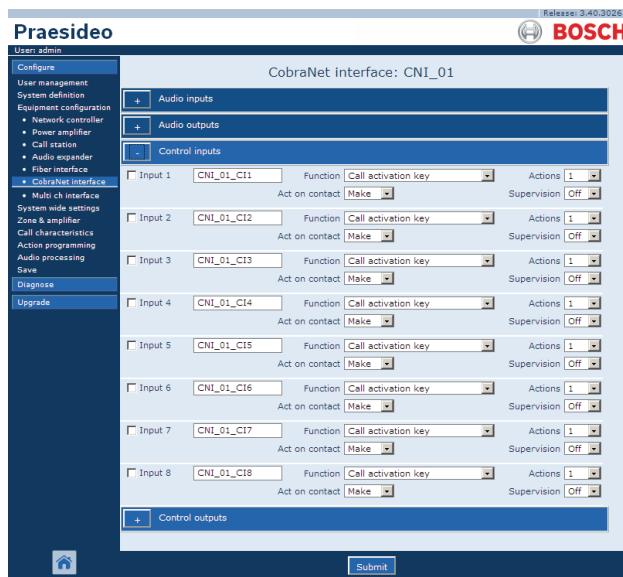 Release: 3.40.3026
Praesideo
BOSCH
User: admin
Configure
User management
System definition
Equipment configuration
• Network controller
• Power amplifier
• Call station
• Audio expander
• Fiber interface
• CobraNet interface
• Multi ch interface
System wide settings
Zone & amplifier
Call characteristics
Action programming
Audio processing
Save
Diagnose
Upgrade
CobraNet interface: CNI_01
+ Audio inputs
+ Audio outputs
- Control inputs
Input 1 CNI_01_CI1 Function Call activation key Actions 1
Act on contact Make Supervision Off
Input 2 CNI_01_CI2 Function Call activation key Actions 1
Act on contact Make Supervision Off
Input 3 CNI_01_CI3 Function Call activation key Actions 1
Act on contact Make Supervision Off
Input 4 CNI_01_CI4 Function Call activation key Actions 1
Act on contact Make Supervision Off
Input 5 CNI_01_CI5 Function Call activation key Actions 1
Act on contact Make Supervision Off
Input 6 CNI_01_CI6 Function Call activation key Actions 1
Act on contact Make Supervision Off
Input 7 CNI_01_CI7 Function Call activation key Actions 1
Act on contact Make Supervision Off
Input 8 CNI_01_CI8 Function Call activation key Actions 1
Act on contact Make Supervision Off
+ Control outputs
Submit